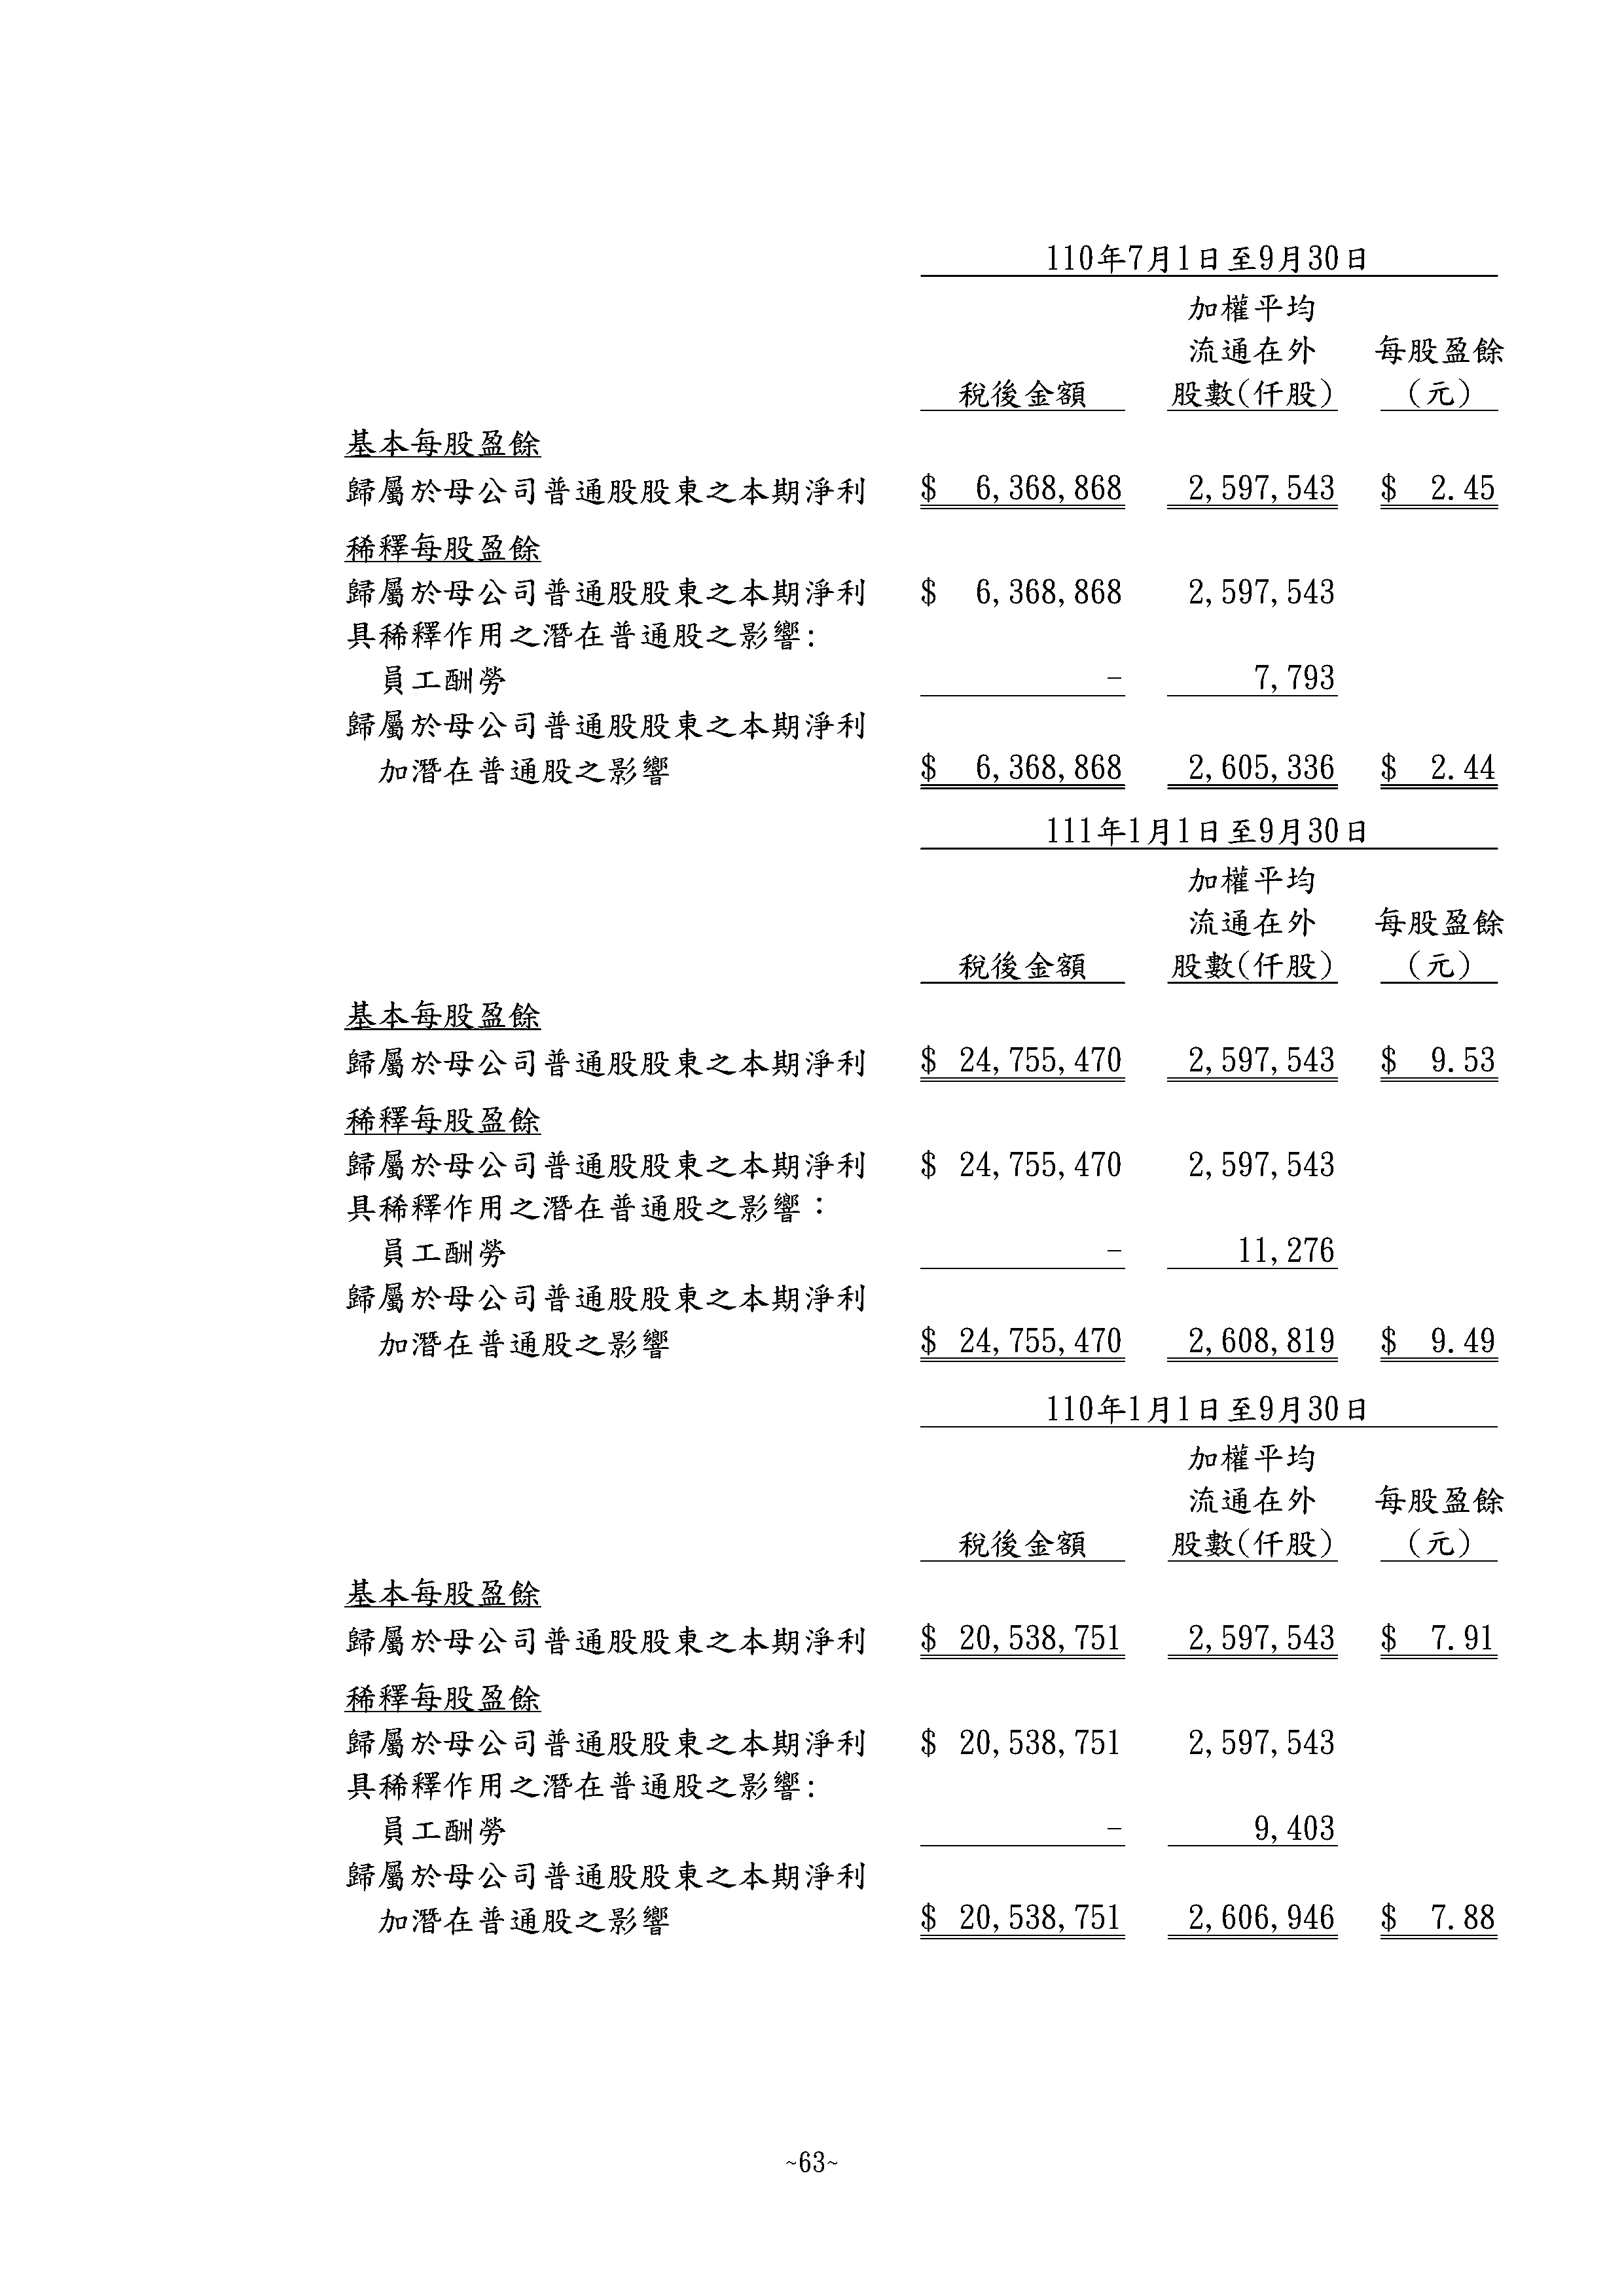 110年7月1日至9月30日
加權平均
流通在外 每股盈餘
稅後金額 股數(仟股) (元)
基本每股盈餘
歸屬於母公司普通股股東之本期淨利 $ 6,368,868 2,597,543 $ 2.45
稀釋每股盈餘
歸屬於母公司普通股股東之本期淨利 $ 6,368,868 2,597,543
具稀釋作用之潛在普通股之影響:
員工酬勞 - 7,793
歸屬於母公司普通股股東之本期淨利
加潛在普通股之影響 $ 6,368,868 2,605,336 $ 2.44
111年1月1日至9月30日
加權平均
流通在外 每股盈餘
稅後金額 股數(仟股) (元)
基本每股盈餘
歸屬於母公司普通股股東之本期淨利 $ 24,755,470 2,597,543 $ 9.53
稀釋每股盈餘
歸屬於母公司普通股股東之本期淨利 $ 24,755,470 2,597,543
具稀釋作用之潛在普通股之影響：
員工酬勞 - 11,276
歸屬於母公司普通股股東之本期淨利
加潛在普通股之影響 $ 24,755,470 2,608,819 $ 9.49
110年1月1日至9月30日
加權平均
流通在外 每股盈餘
稅後金額 股數(仟股) (元)
基本每股盈餘
歸屬於母公司普通股股東之本期淨利 $ 20,538,751 2,597,543 $ 7.91
稀釋每股盈餘
歸屬於母公司普通股股東之本期淨利 $ 20,538,751 2,597,543
具稀釋作用之潛在普通股之影響:
員工酬勞 - 9,403
歸屬於母公司普通股股東之本期淨利
加潛在普通股之影響 $ 20,538,751 2,606,946 $ 7.88
~63~